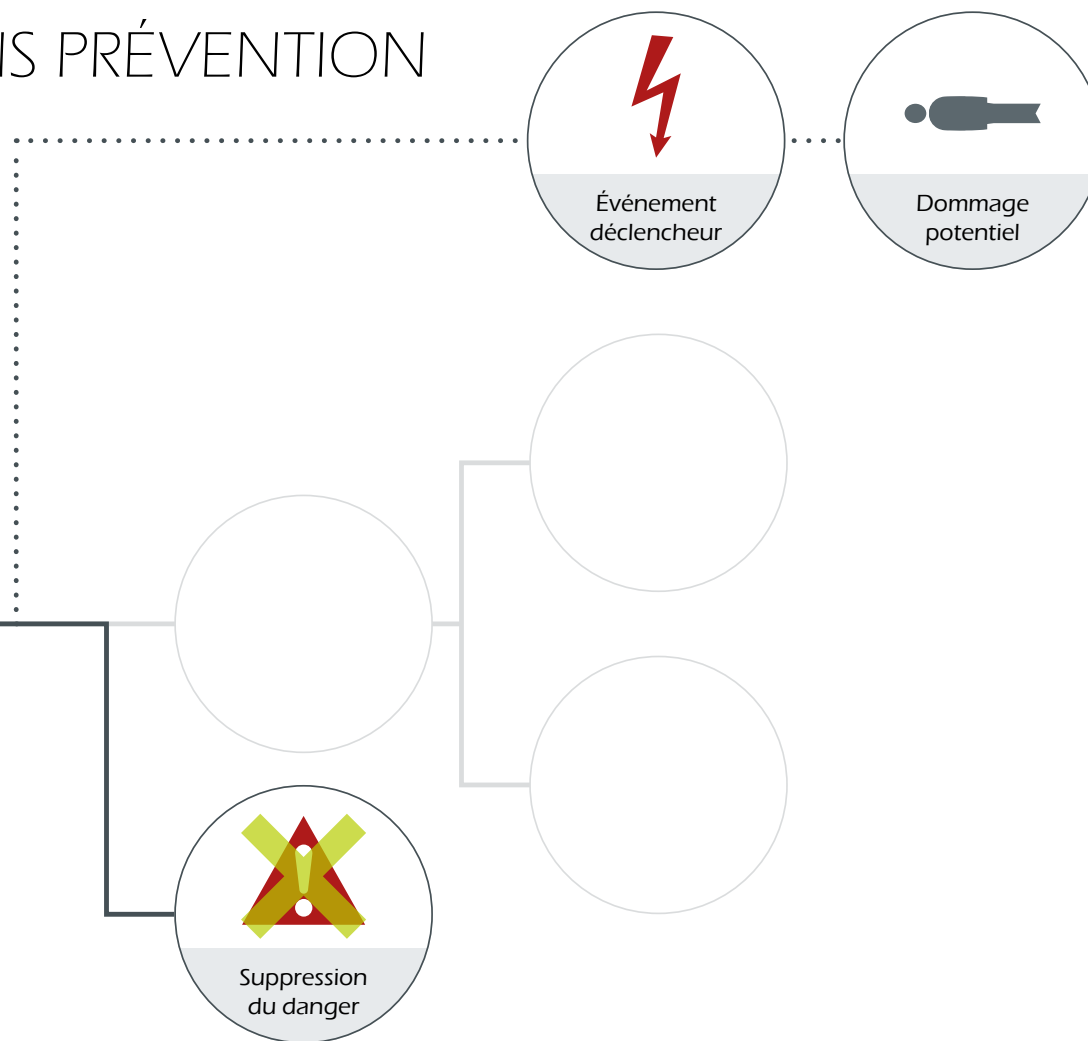 IS PRÉVENTION
Événement
déclencheur
Dommage
potentiel
Suppression
du danger